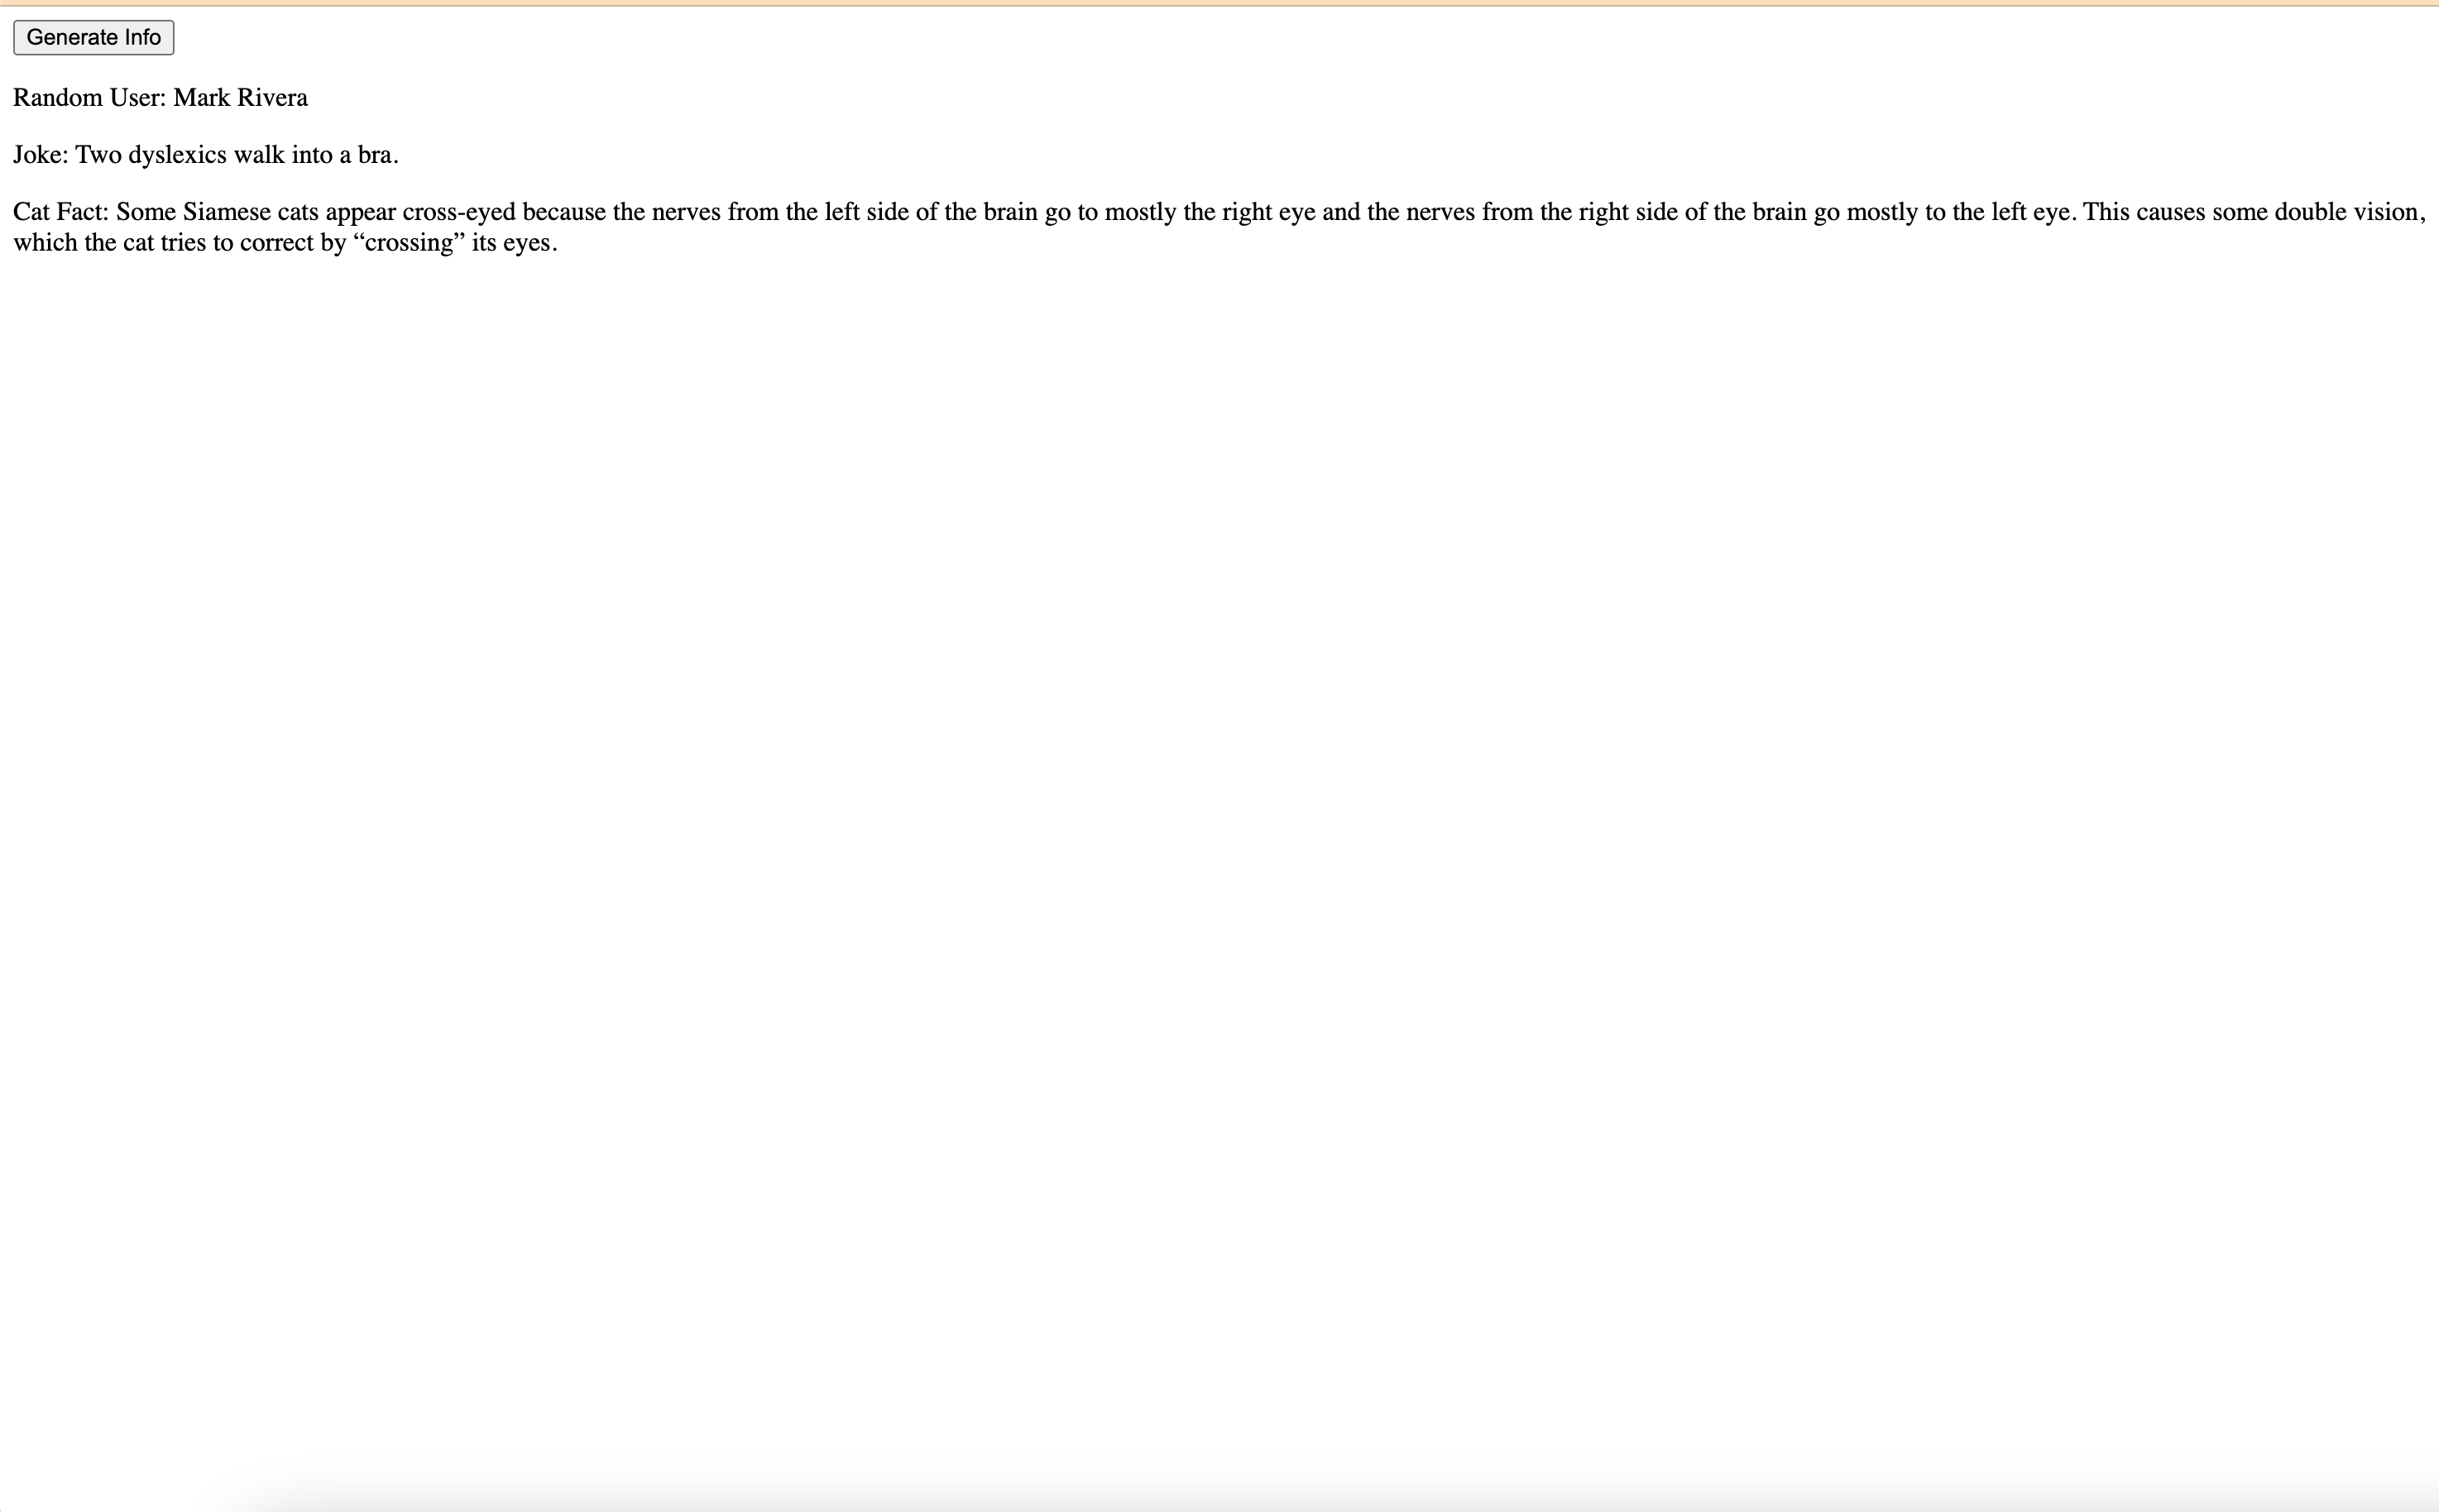 Generate Info
Random User: Mark Rivera
Joke: Two dyslexics walk into a bra.
Cat Fact: Some Siamese cats appear cross-eyed because the nerves from the left side of the brain go to mostly the right eye and the nerves from the right side of the brain go mostly to the left eye. This causes some double vision,
which the cat tries to correct by “crossing” its eyes.